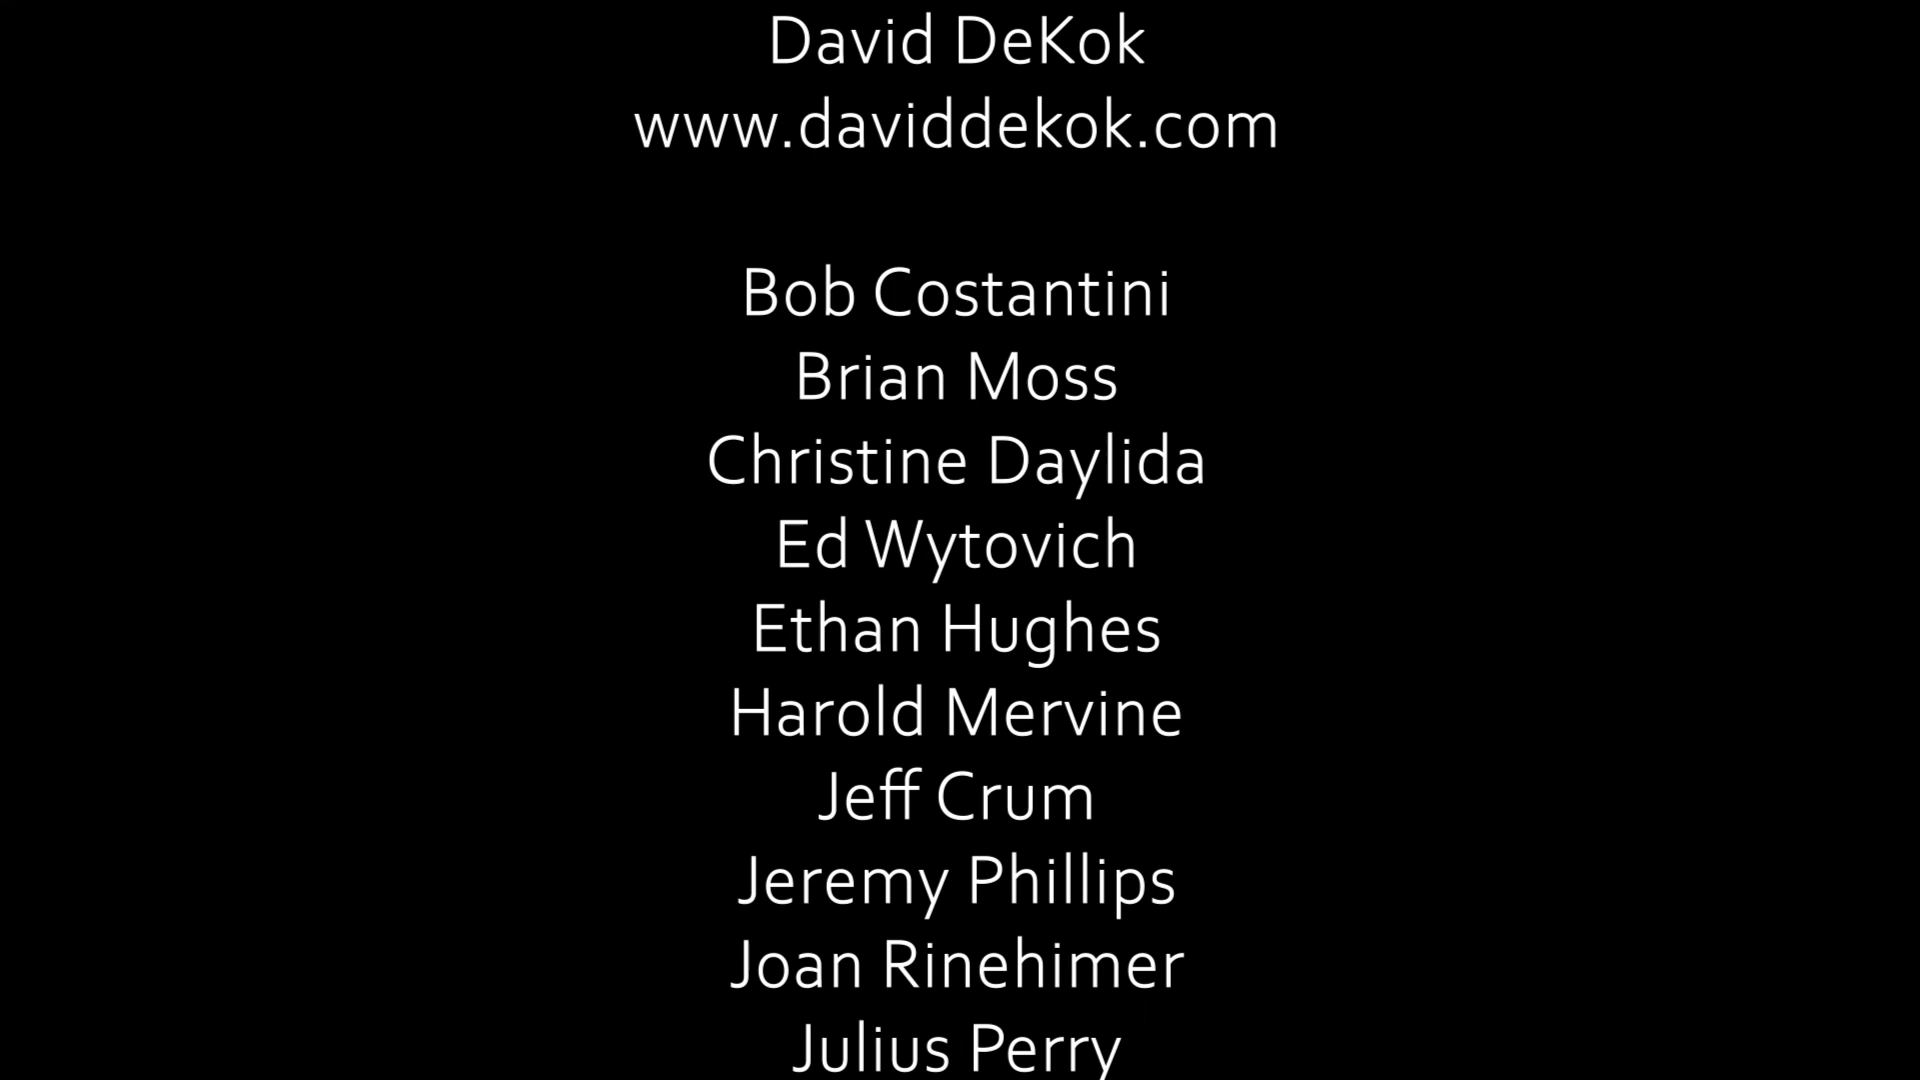 David DeKok
www.daviddekok.com
Bob Costantini
Brian Moss
Christine Daylida
Ed Wytovich
Ethan Hughes
Harold Mervine
Jeff Crum
Jeremy Phillips
Joan Rinehimer
Julius Perry